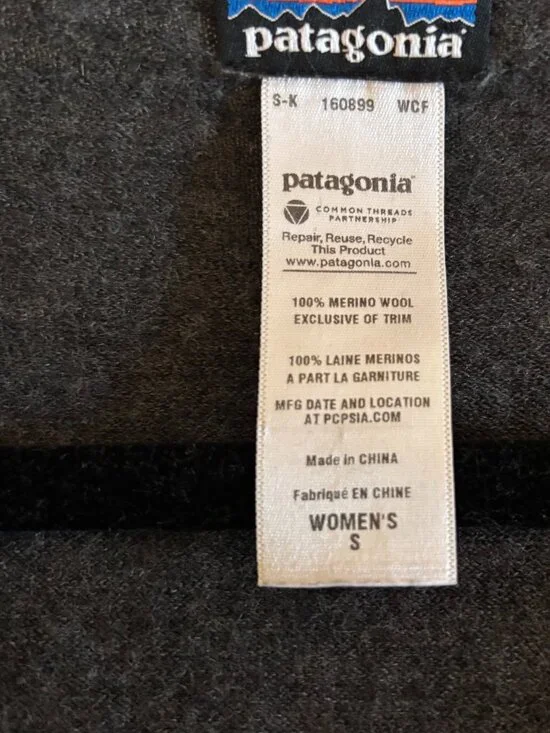 patagonia
S-K 160899 WCF
patagonia
COMMON THREADS
PARTNERSHIP
Repair, Reuse, Recycle
This Product
www.patagonia.com
100% MERINO WOOL
EXCLUSIVE OF TRIM
100% LAINE MERINOS
A PART LA GARNITURE
MFG DATE AND LOCATION
AT PCPSIA.COM
Made in CHINA
Fabriqué EN CHINE
WOMEN'S
S